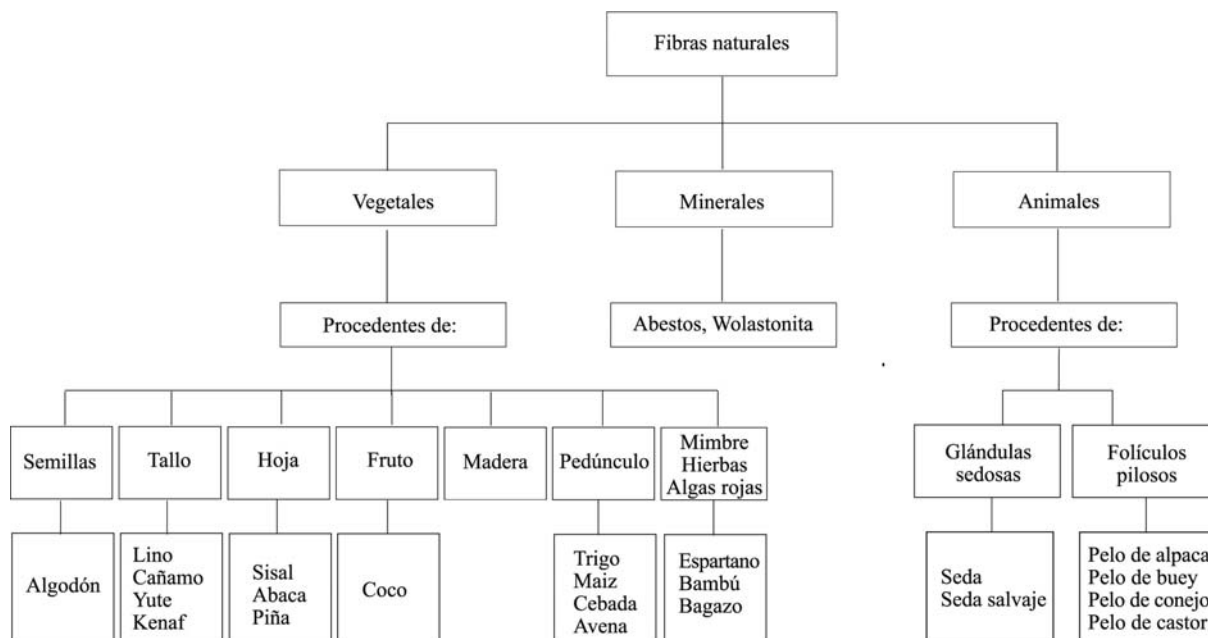 Fibras naturales
Vegetales
Minerales
Animales
Procedentes de:
Abestos, Wolastonita
Procedentes de:
Semillas
Tallo
Hoja
Fruto
Madera
Pedúnculo
Mimbre
Hierbas
Algas rojas
Glándulas
sedosas
Folículos
pilosos
Algodón
Lino
Cañamo
Yute
Kenaf
Sisal
Abaca
Piña
Coco
Trigo
Maiz
Cebada
Avena
Espartano
Bambú
Bagazo
Seda
Seda salvaje
Pelo de alpaca
Pelo de buey
Pelo de conejo
Pelo de castor